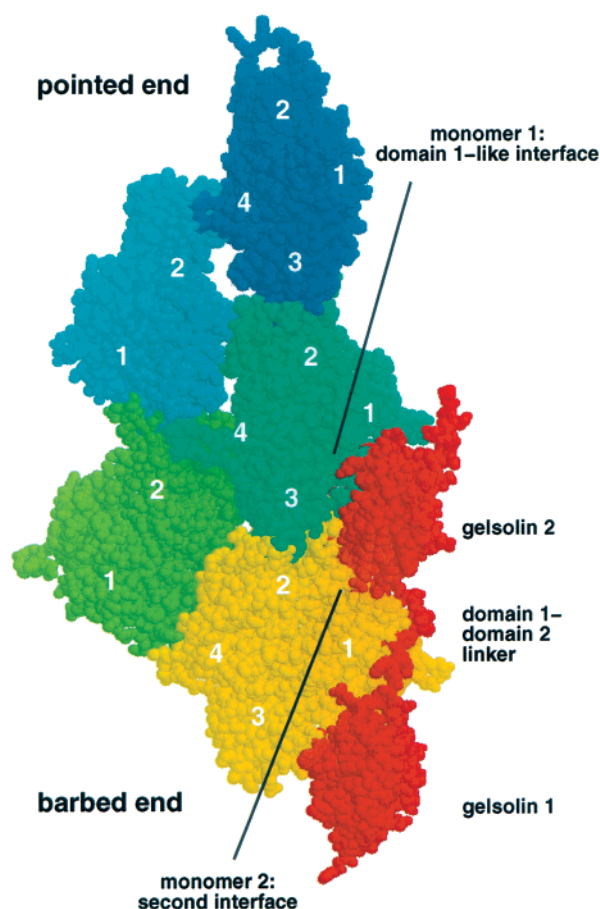 pointed end
2
monomer 1:
domain 1–like interface
1
4
3
2
1
2
1
4
2
3
gelsolin 2
1
2
domain 1–
domain 2
linker
4
1
3
barbed end
gelsolin 1
monomer 2:
second interface